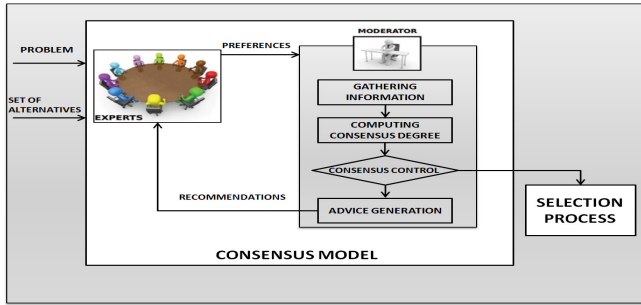 PROBLEM
SET OF
ALTERNATIVES
EXPERTS
PREFERENCES
MODERATOR
GATHERING
INFORMATION
COMPUTING
CONSENSUS DEGREE
CONSENSUS CONTROL
ADVICE GENERATION
RECOMMENDATIONS
SELECTION
PROCESS
CONSENSUS MODEL